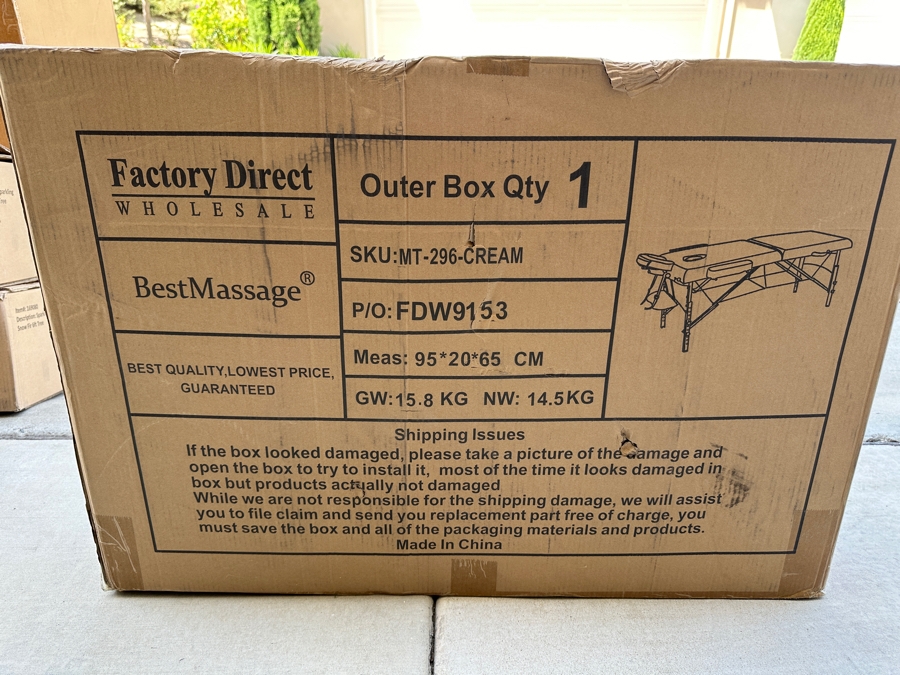 Factory Direct
WHOLESALE
BestMassage®
BEST QUALITY,LOWEST PRICE,
GUARANTEED
Outer Box Qty 1
SKU:MT-296-CREAM
P/O:FDW9153
Meas: 95*20*65 CM
GW:15.8 KG NW: 14.5KG
Shipping Issues
If the box looked damaged, please take a picture of the damage and
open the box to try to install it, most of the time it looks damaged in
box but products actually not damaged
While we are not responsible for the shipping damage, we will assist
you to file claim and send you replacement part free of charge, you
must save the box and all of the packaging materials and products.
Made In China